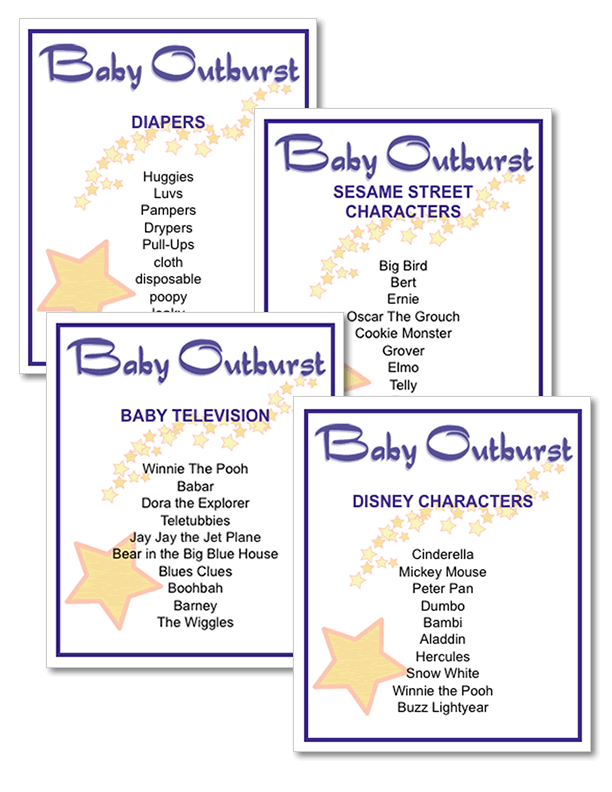 Baby Outburst
DIAPERS
Huggies
Luvs
Pampers
Drypers
Pull-Ups
cloth
disposable
poopy
Baby Outburst
SESAME STREET
CHARACTERS
Big Bird
Bert
Ernie
Oscar The Grouch
Cookie Monster
Grover
Elmo
Telly
Baby Outburst
BABY TELEVISION
Winnie The Pooh
Babar
Dora the Explorer
Teletubbies
Jay Jay the Jet Plane
Bear in the Big Blue House
Blues Clues
Boohbah
Barney
The Wiggles
Baby Outburst
DISNEY CHARACTERS
Cinderella
Mickey Mouse
Peter Pan
Dumbo
Bambi
Aladdin
Hercules
Snow White
Winnie the Pooh
Buzz Lightyear